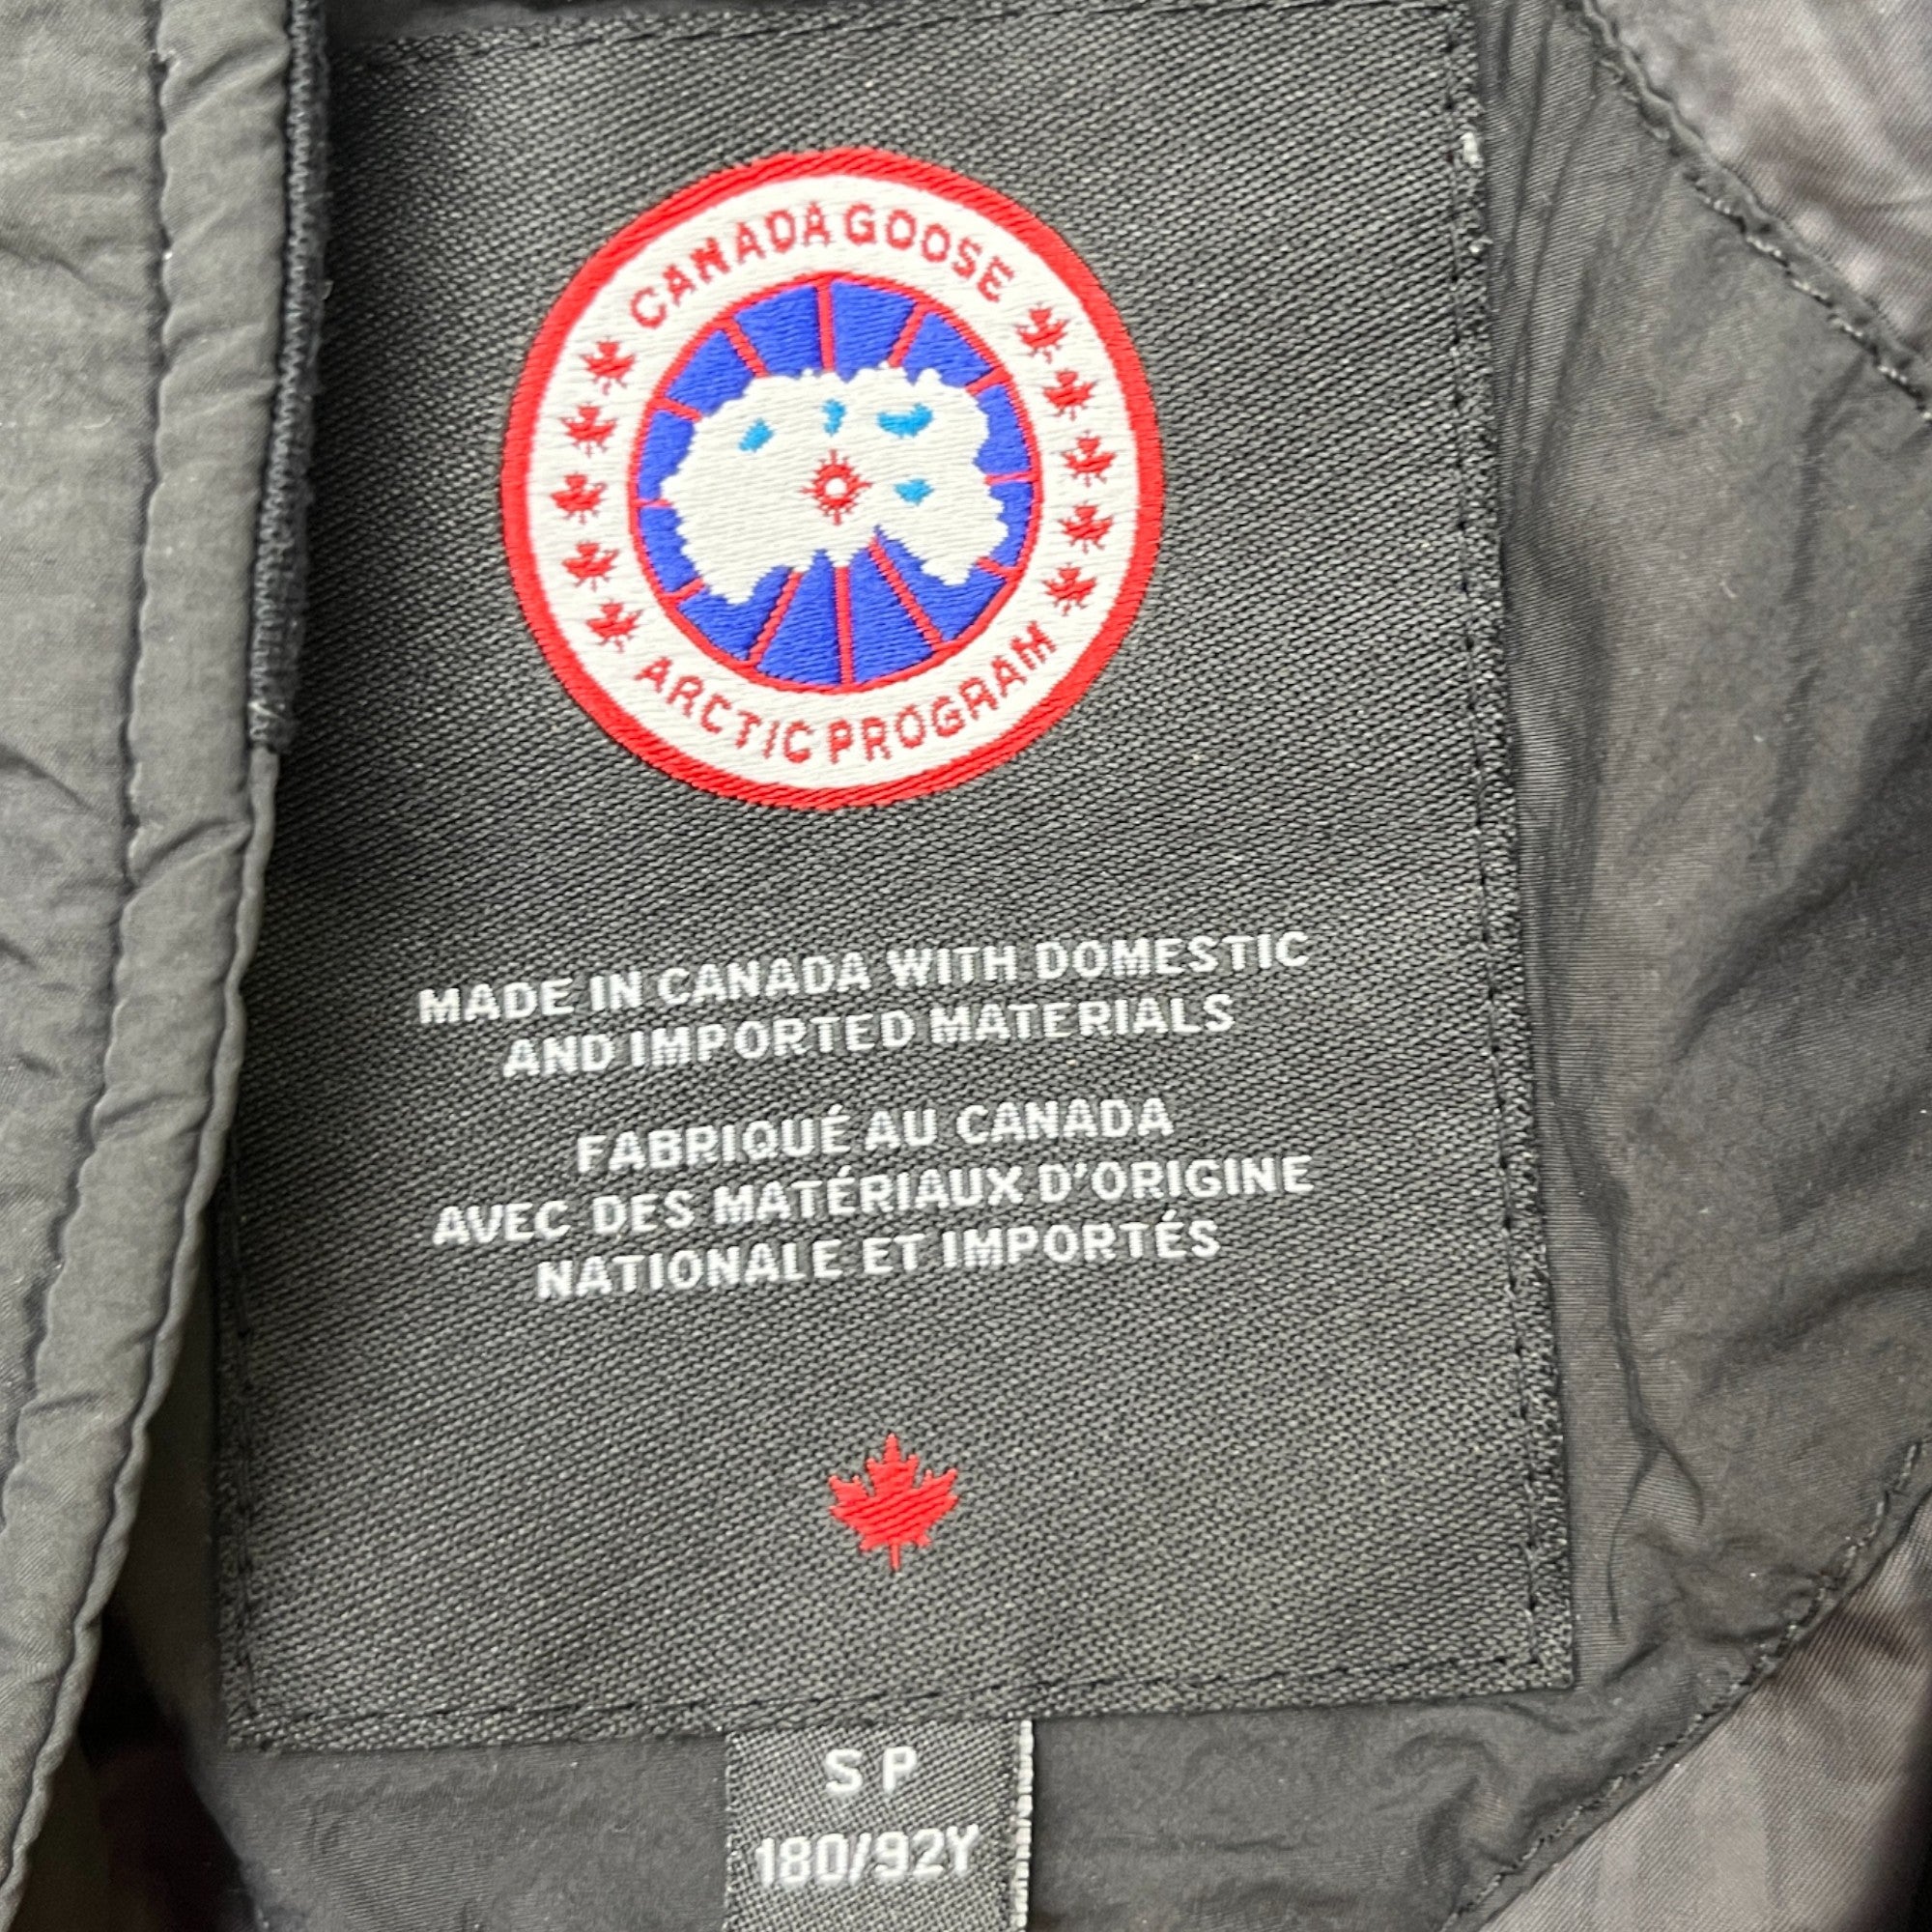 CANADA GOOSE
ARCTIC PROGRAM
MADE IN CANADA WITH DOMESTIC
AND IMPORTED MATERIALS
FABRIQUÉ AU CANADA
AVEC DES MATÉRIAUX D'ORIGINE
NATIONALE ET IMPORTÉS
S P
180/92Y